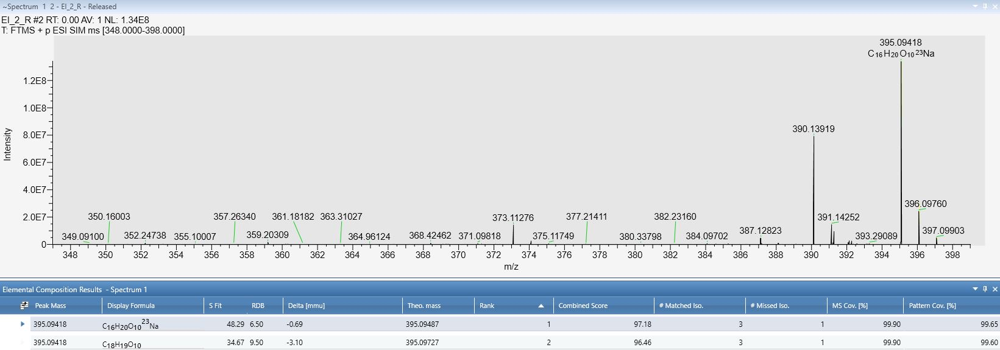 ~Spectrum 1 2 - EI_2_R - Released
EI_2_R #2 RT: 0.00 AV: 1 NL: 1.34E8
T: FTMS + p ESI SIM ms [348.0000-398.0000]
395.09418
C₁₆H₂₀O₁₀²³Na
1.2E8
1.0E8
8.0E7
6.0E7
4.0E7
2.0E7
0
Intensity
390.13919
396.09760
350.16003 357.26340 361.18182 363.31027 373.11276 377.21411 382.23160 391.14252
349.09100 352.24738 355.10007 359.20309 364.96124 368.42462 371.09818 375.11749 380.33798 384.09702 387.12823 393.29089 397.09903
348 350 352 354 356 358 360 362 364 366 368 370 372 374 376 378 380 382 384 386 388 390 392 394 396 398
m/z
Elemental Composition Results - Spectrum 1
Peak Mass Display Formula S Fit RDB Delta [mmu] Theo. mass Rank Combined Score # Matched Iso. # Missed Iso. MS Cov. [%] Pattern Cov. [%]
395.09418 C₁₆H₂₀O₁₀²³Na 48.29 6.50 -0.69 395.09487 1 97.18 3 1 99.90 99.65
395.09418 C₁₈H₁₉O₁₀ 34.67 9.50 -3.10 395.09727 2 96.46 3 1 99.90 99.60